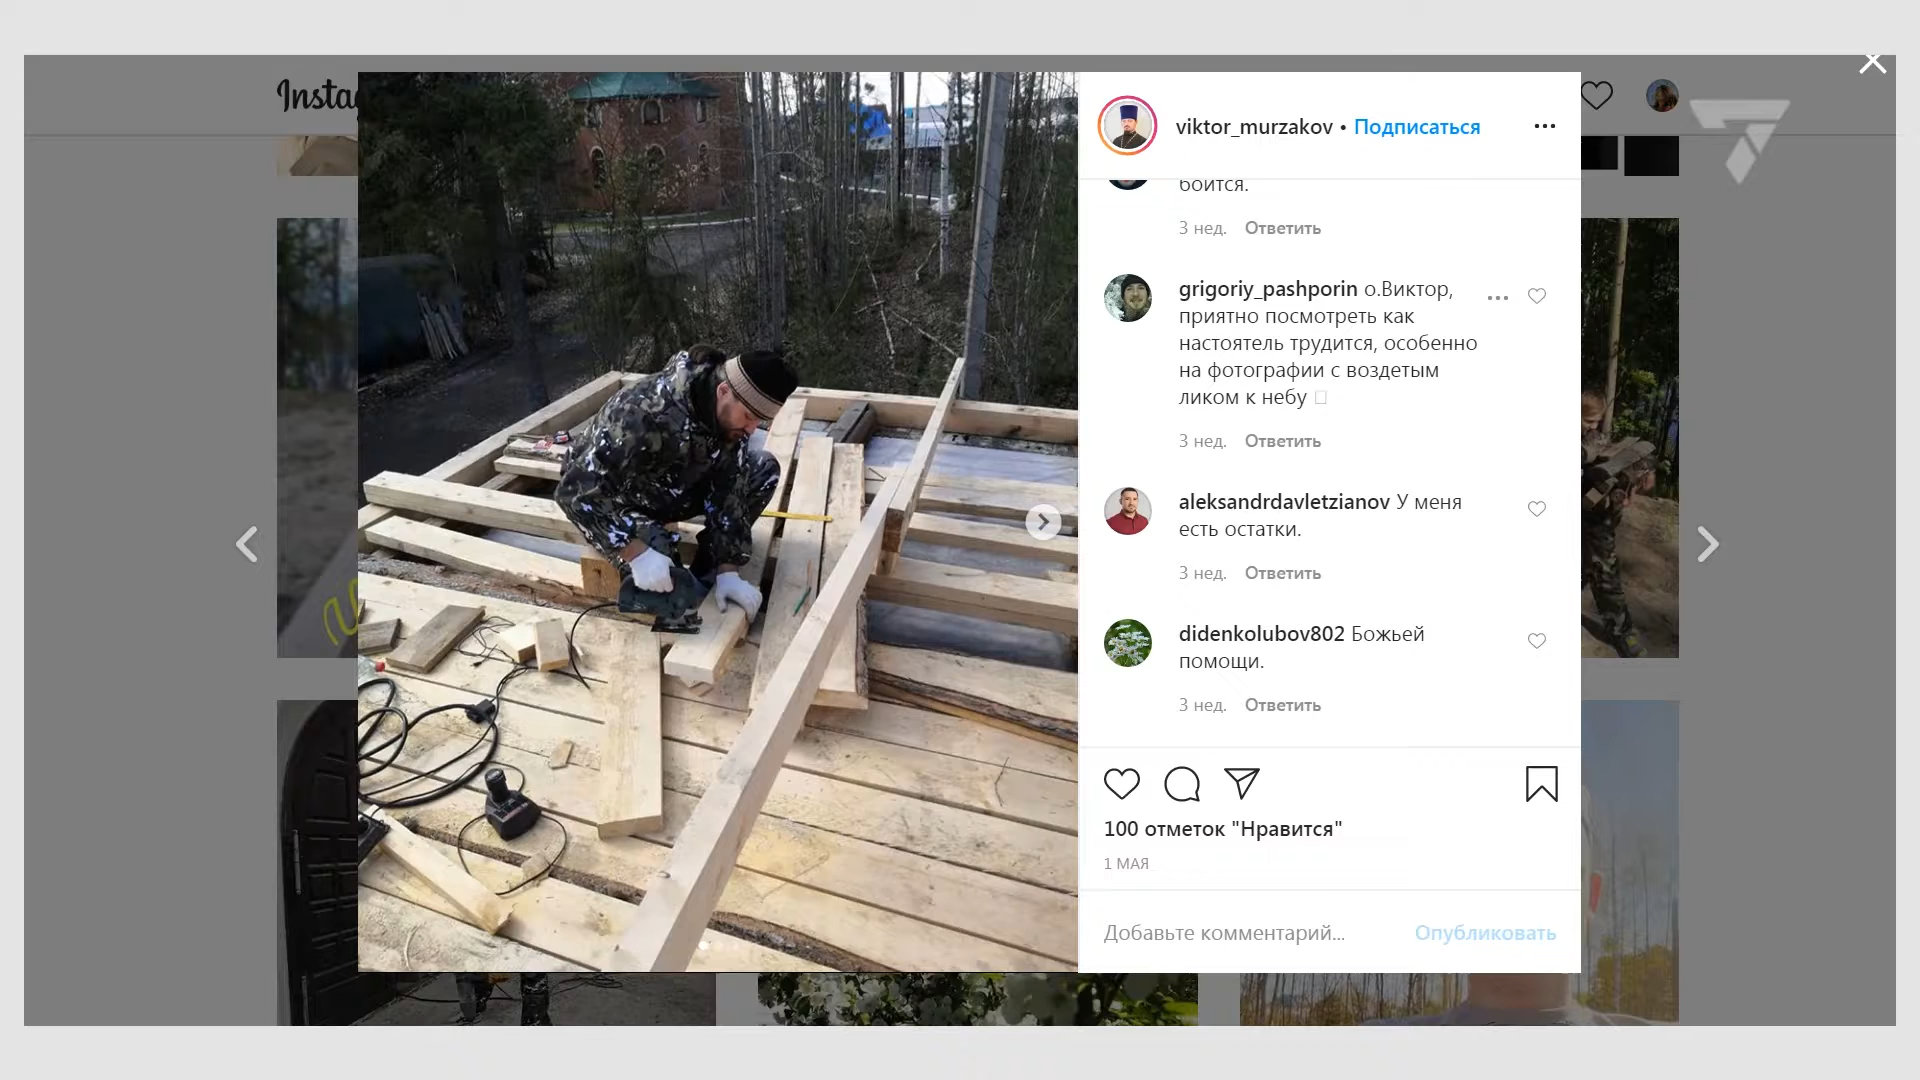 Insta
viktor_murzakov • Подписаться
боится.
3 нед. Ответить
grigoriy_pashporin о.Виктор,
приятно посмотреть как
настоятель трудится, особенно
на фотографии с воздетым
ликом к небу
3 нед. Ответить
aleksandrdavletzianov У меня
есть остатки.
3 нед. Ответить
didenkolubov802 Божьей
помощи.
3 нед. Ответить
100 отметок "Нравится"
1 МАЯ
Добавьте комментарий... Опубликовать